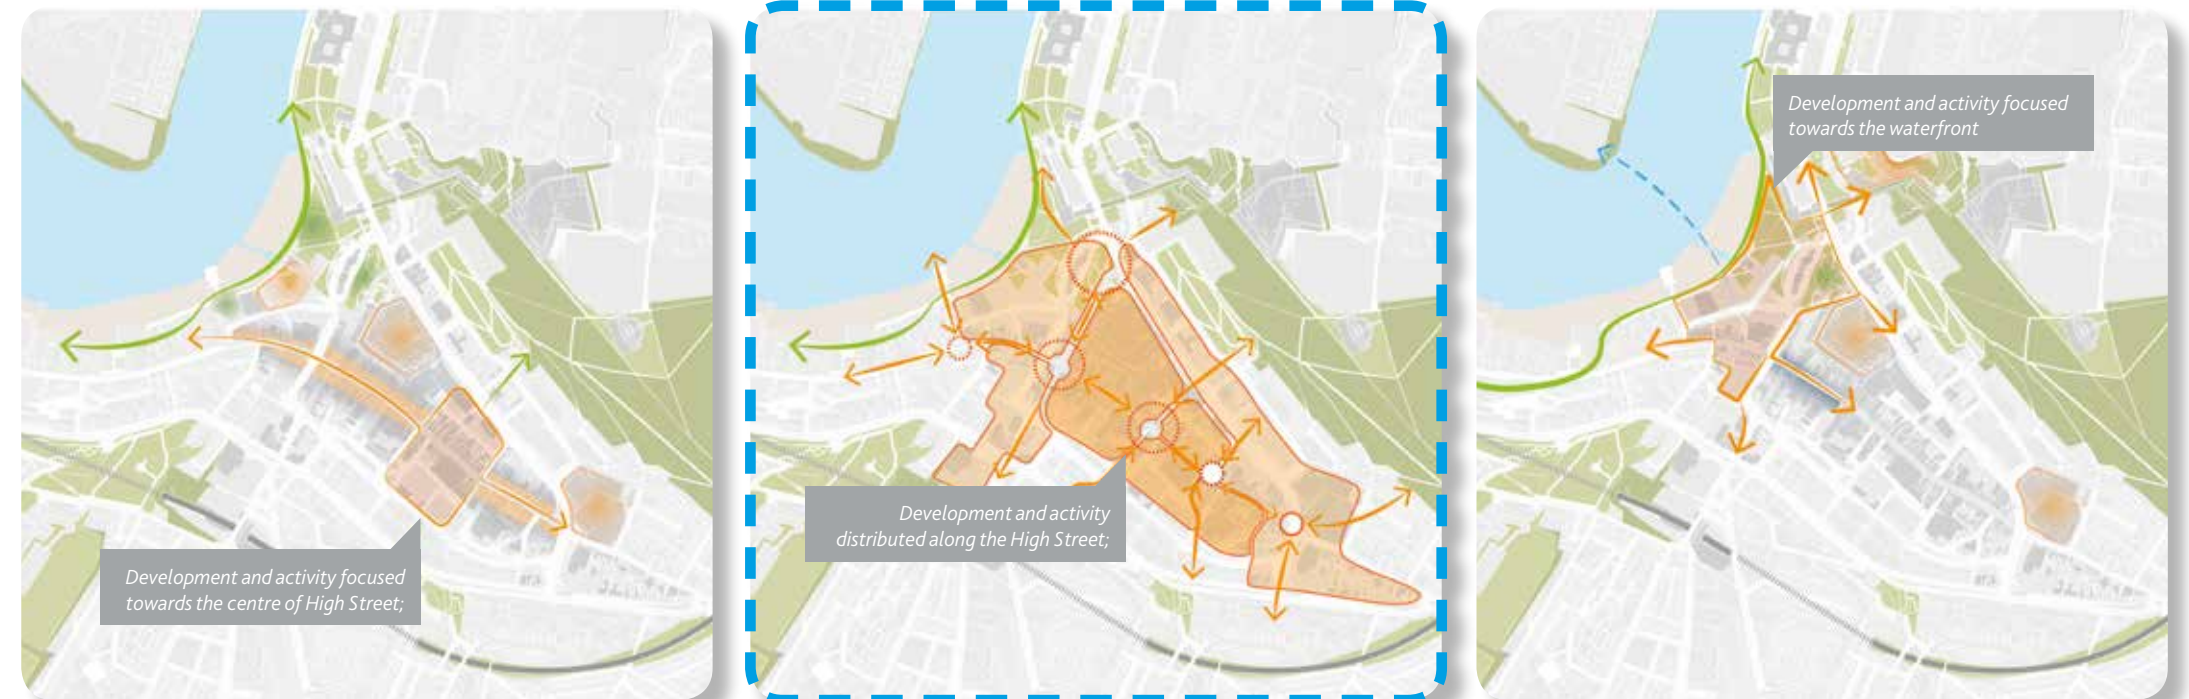 Development and activity focused
towards the centre of High Street;
Development and activity
distributed along the High Street;
Development and activity focused
towards the waterfront